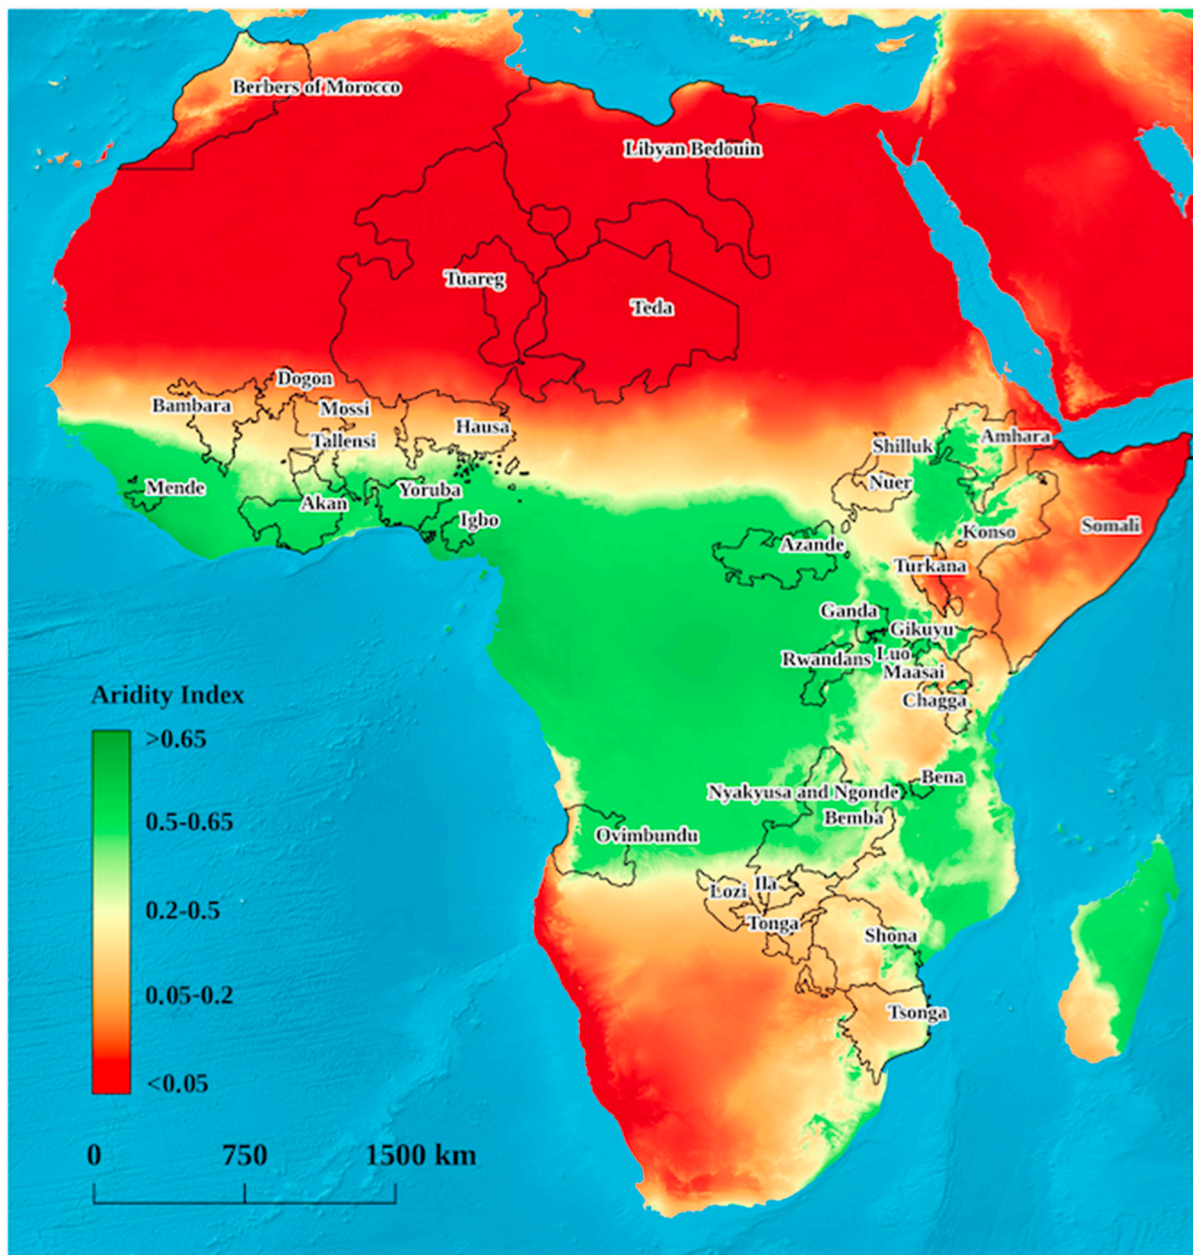 Berbers of Morocco
Libyan Bedouin
Tuareg
Teda
Dogon
Bambara
Mossi
Hausa
Tallensi
Amhara
Shilluk
Nuer
Mende
Yoruba
Akan
Igbo
Somali
Konso
Azande
Turkana
Ganda
Gikuyu
Rwandans
Luo
Maasai
Chagga
Bena
Nyakyusa and Ngonde
Bemba
Ovimbundu
Lozi
Ila
Tonga
Shona
Tsonga
Aridity Index
>0.65
0.5-0.65
0.2-0.5
0.05-0.2
<0.05
0 750 1500 km